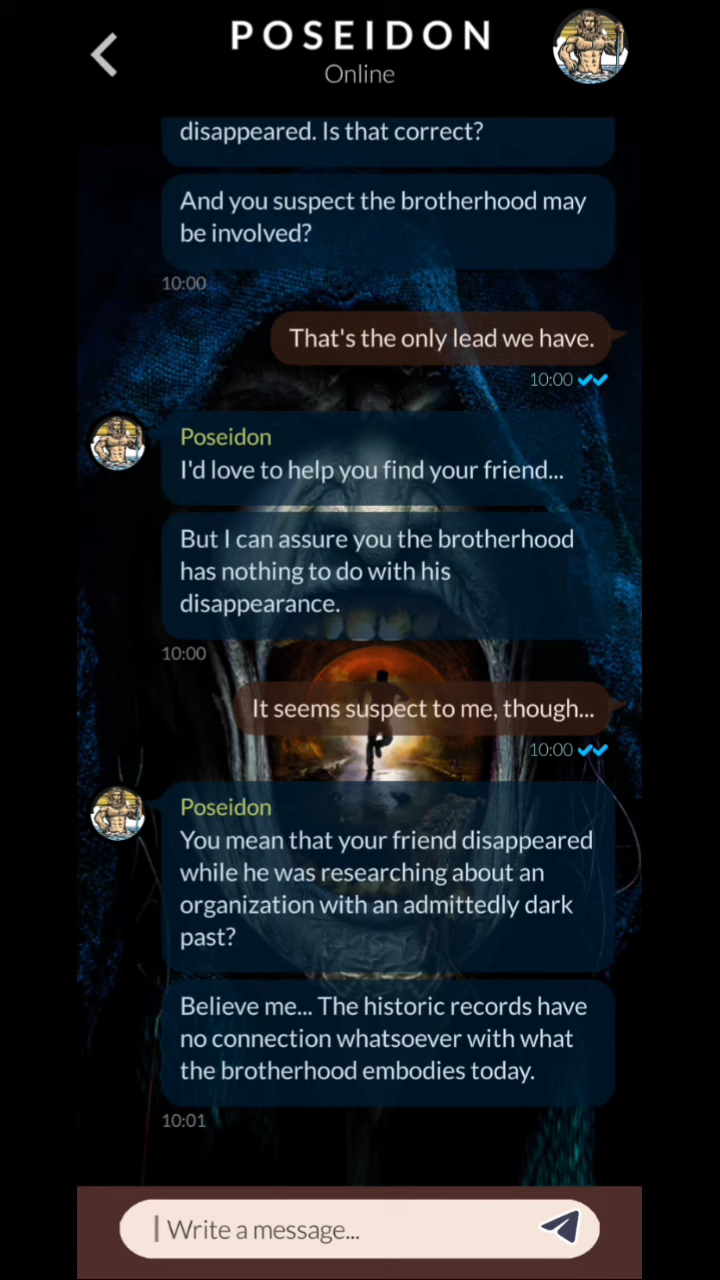 POSEIDON
Online
disappeared. Is that correct?
And you suspect the brotherhood may
be involved?
10:00
That's the only lead we have.
10:00
Poseidon
I'd love to help you find your friend...
But I can assure you the brotherhood
has nothing to do with his
disappearance.
10:00
It seems suspect to me, though...
10:00
Poseidon
You mean that your friend disappeared
while he was researching about an
organization with an admittedly dark
past?
Believe me... The historic records have
no connection whatsoever with what
the brotherhood embodies today.
10:01
Write a message...